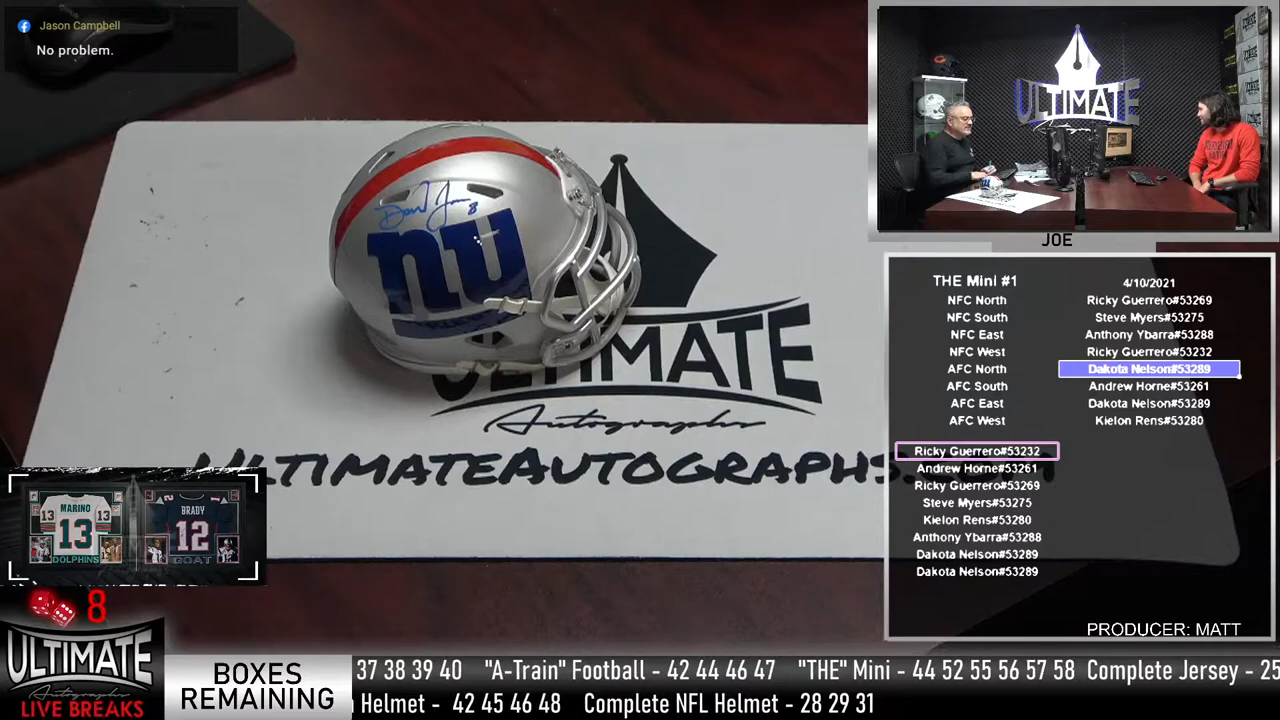 Jason Campbell
No problem.
ULTIMATE
JOE
THE Mini #1 4/10/2021
NFC North Ricky Guerrero#53269
NFC South Steve Myers#53275
NFC East Anthony Ybarra#53288
NFC West Ricky Guerrero#53232
AFC North Dakota Nelson#53289
AFC South Andrew Horne#53261
AFC East Dakota Nelson#53289
AFC West Kielon Rens#53280
Ricky Guerrero#53232
Andrew Horne#53261
Ricky Guerrero#53269
Steve Myers#53275
Kielon Rens#53280
Anthony Ybarra#53288
Dakota Nelson#53289
Dakota Nelson#53289
PRODUCER: MATT
8
ny
ULTIMATE
Autographs
ULTIMATEAUTOGRAPHS
MARINO
13 13 13
DOLPHINS
BRADY
12
GOAT
8
ULTIMATE
Autographs
LIVE BREAKS
BOXES
REMAINING
37 38 39 40 "A-Train" Football - 42 44 46 47 "THE" Mini - 44 52 55 56 57 58 Complete Jersey - 25
Helmet - 42 45 46 48 Complete NFL Helmet - 28 29 31